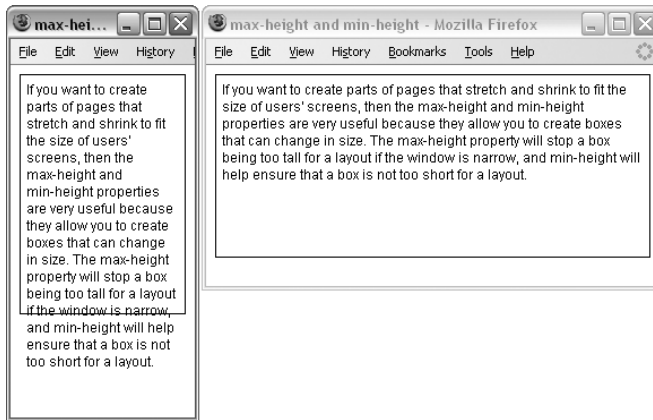 max-hei...
File Edit View History
If you want to create
parts of pages that
stretch and shrink to fit
the size of users'
screens, then the
max-height and
min-height properties
are very useful because
they allow you to create
boxes that can change
in size. The max-height
property will stop a box
being too tall for a layout
if the window is narrow,
and min-height will help
ensure that a box is not
too short for a layout.
max-height and min-height - Mozilla Firefox
File Edit View History Bookmarks Tools Help
If you want to create parts of pages that stretch and shrink to fit the
size of users' screens, then the max-height and min-height
properties are very useful because they allow you to create boxes
that can change in size. The max-height property will stop a box
being too tall for a layout if the window is narrow, and min-height will
help ensure that a box is not too short for a layout.